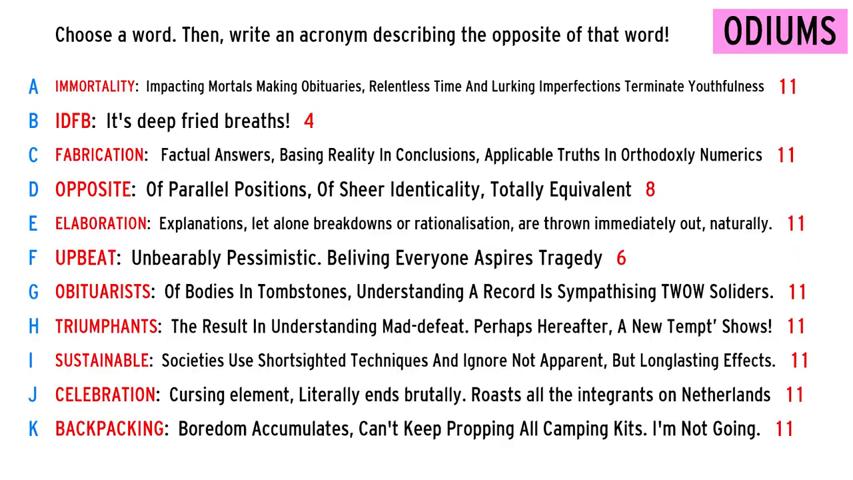 Choose a word. Then, write an acronym describing the opposite of that word!
ODIUMS
A IMMORTALITY: Impacting Mortals Making Obituaries, Relentless Time And Lurking Imperfections Terminate Youthfulness 11
B IDFB: It's deep fried breaths! 4
C FABRICATION: Factual Answers, Basing Reality In Conclusions, Applicable Truths In Orthodoxly Numerics 11
D OPPOSITE: Of Parallel Positions, Of Sheer Identicality, Totally Equivalent 8
E ELABORATION: Explanations, let alone breakdowns or rationalisation, are thrown immediately out, naturally. 11
F UPBEAT: Unbearably Pessimistic. Beliving Everyone Aspires Tragedy 6
G OBITUARISTS: Of Bodies In Tombstones, Understanding A Record Is Sympathising TWOW Soliders. 11
H TRIUMPHANTS: The Result In Understanding Mad-defeat. Perhaps Hereafter, A New Tempt' Shows! 11
I SUSTAINABLE: Societies Use Shortsighted Techniques And Ignore Not Apparent, But Longlasting Effects. 11
J CELEBRATION: Cursing element, Literally ends brutally. Roasts all the integrants on Netherlands 11
K BACKPACKING: Boredom Accumulates, Can't Keep Propping All Camping Kits. I'm Not Going. 11